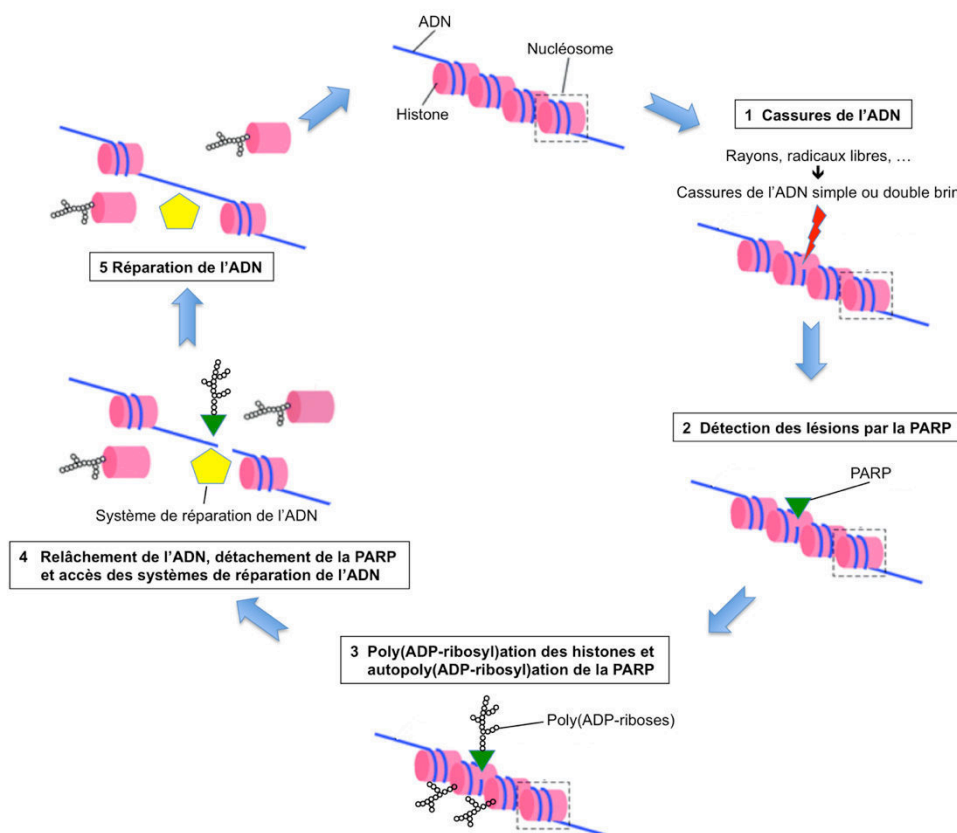 ADN
Nucléosome
Histone
1 Cassures de l'ADN
Rayons, radicaux libres, ...
Cassures de l'ADN simple ou double brin
2 Détection des lésions par la PARP
PARP
3 Poly(ADP-ribosyl)ation des histones et
autopoly(ADP-ribosyl)ation de la PARP
Poly(ADP-riboses)
Système de réparation de l'ADN
4 Relâchement de l'ADN, détachement de la PARP
et accès des systèmes de réparation de l'ADN
5 Réparation de l'ADN